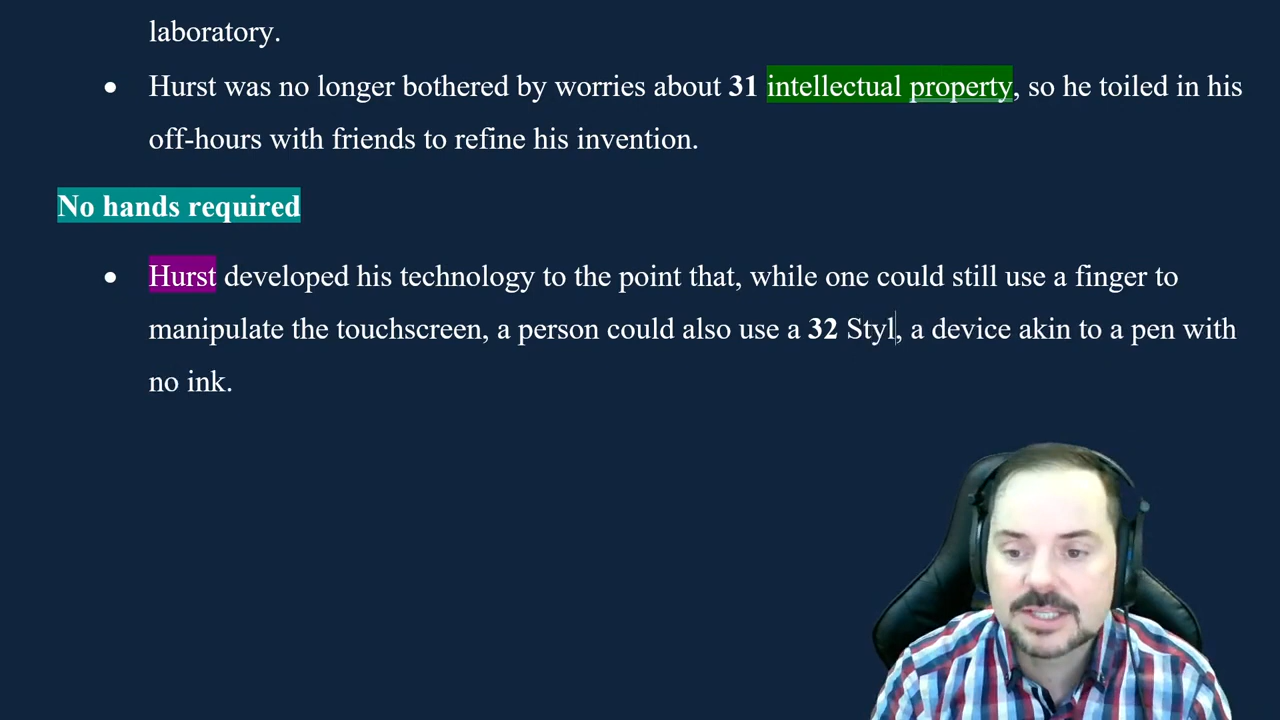 laboratory.
• Hurst was no longer bothered by worries about 31 intellectual property, so he toiled in his
off-hours with friends to refine his invention.
No hands required
• Hurst developed his technology to the point that, while one could still use a finger to
manipulate the touchscreen, a person could also use a 32 Styl, a device akin to a pen with
no ink.